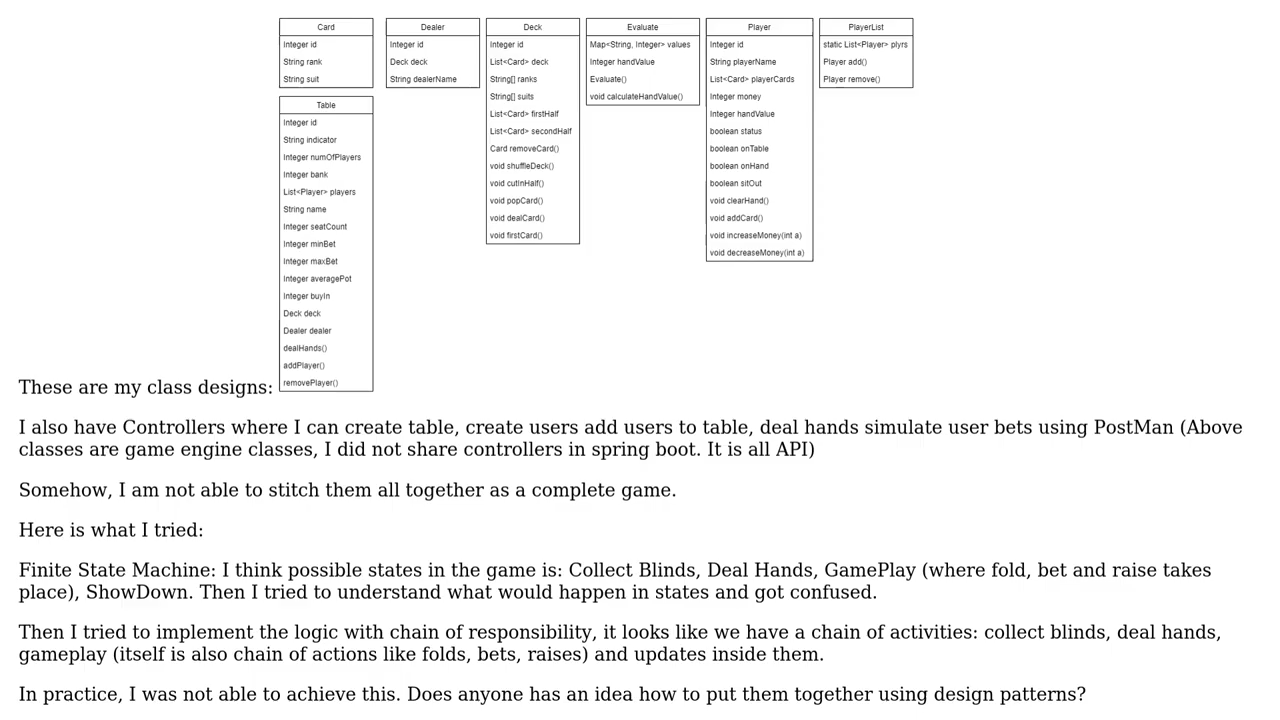 Card
Integer id
String rank
String suit
Dealer
Integer id
Deck deck
String dealerName
Deck
Integer id
List<Card> deck
String[] ranks
String[] suits
List<Card> firstHalf
List<Card> secondHalf
Card removeCard()
void shuffleDeck()
void cutInHalf()
void popCard()
void dealCard()
void firstCard()
Evaluate
Map<String, Integer> values
Integer handValue
Evaluate()
void calculateHandValue()
Player
Integer id
String playerName
List<Card> playerCards
Integer money
Integer handValue
boolean status
boolean onTable
boolean onHand
boolean sitOut
void clearHand()
void addCard()
void increaseMoney(int a)
void decreaseMoney(int a)
PlayerList
static List<Player> plyrs
Player add()
Player remove()
Table
Integer id
String indicator
Integer numOfPlayers
Integer bank
List<Player> players
String name
Integer seatCount
Integer minBet
Integer maxBet
Integer averagePot
Integer buyIn
Deck deck
Dealer dealer
dealHands()
addPlayer()
removePlayer()
These are my class designs:
I also have Controllers where I can create table, create users add users to table, deal hands simulate user bets using PostMan (Above
classes are game engine classes, I did not share controllers in spring boot. It is all API)
Somehow, I am not able to stitch them all together as a complete game.
Here is what I tried:
Finite State Machine: I think possible states in the game is: Collect Blinds, Deal Hands, GamePlay (where fold, bet and raise takes
place), ShowDown. Then I tried to understand what would happen in states and got confused.
Then I tried to implement the logic with chain of responsibility, it looks like we have a chain of activities: collect blinds, deal hands,
gameplay (itself is also chain of actions like folds, bets, raises) and updates inside them.
In practice, I was not able to achieve this. Does anyone has an idea how to put them together using design patterns?